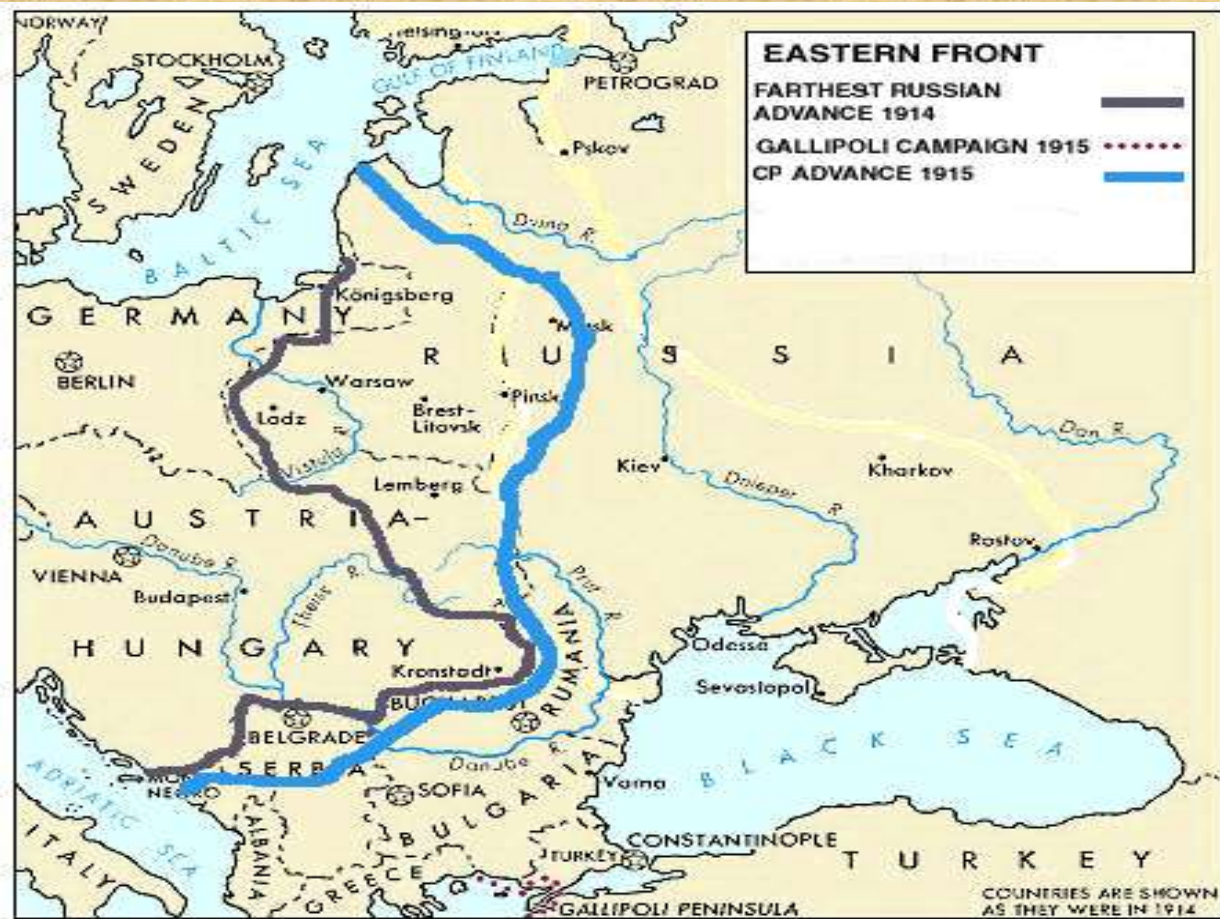 NORWAY
STOCKHOLM
GULF OF FINLAND
PETROGRAD
EASTERN FRONT
FARTHEST RUSSIAN
ADVANCE 1914
GALLIPOLI CAMPAIGN 1915
CP ADVANCE 1915
SWEDEN
Pskov
BALTIC SEA
Duna R.
Königsberg
GERMANY
BERLIN
RUSSIA
Warsaw
Lodz
Brest-
Litovsk
Pinsk
Vistula R.
Lemberg
Kiev
Kharkov
Don R.
Dnieper R.
AUSTRIA-
Danube R.
VIENNA
Budapest
Theiss R.
Prut R.
Rostov
HUNGARY
Kronstadt
RUMANIA
Odessa
Sevastopol
BELGRADE
SERBIA
Danube R.
SOFIA
BULGARIA
Varna
BLACK SEA
ADRIATIC SEA
NEGRO
ITALY
ALBANIA
GREECE
TURKEY
CONSTANTINOPLE
TURKEY
GALLIPOLI PENINSULA
COUNTRIES ARE SHOWN
AS THEY WERE IN 1914